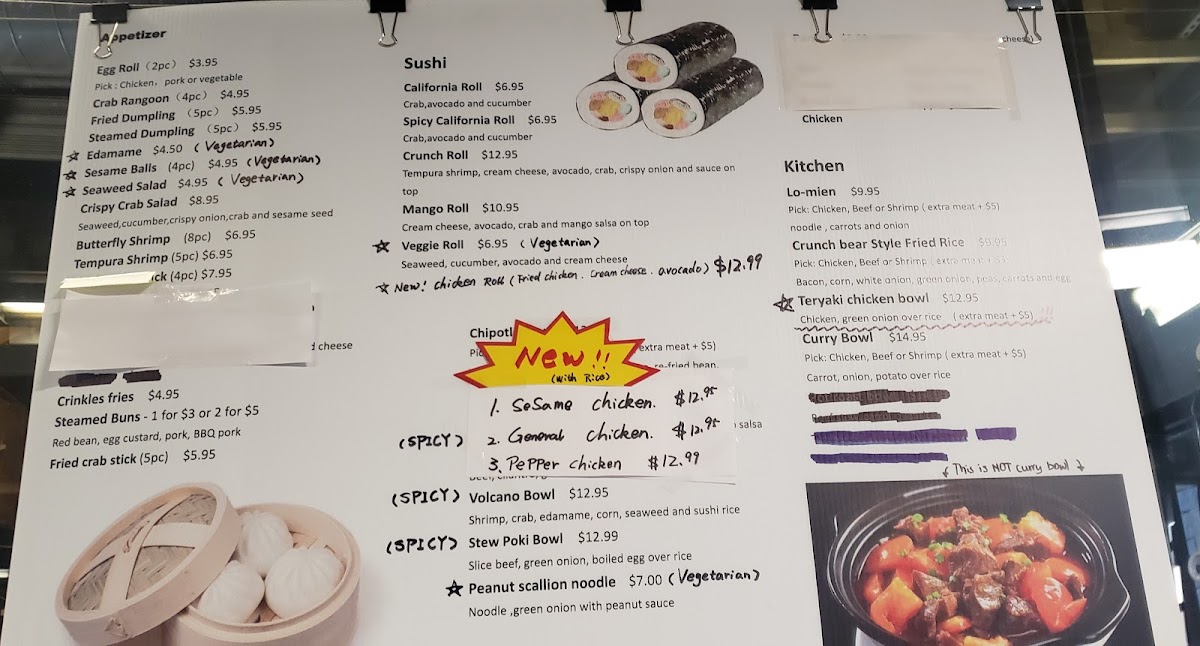 Appetizer
Egg Roll (2pc) $3.95
Pick : Chicken, pork or vegetable
Crab Rangoon (4pc) $4.95
Fried Dumpling (5pc) $5.95
Steamed Dumpling (5pc) $5.95
☆ Edamame $4.50 (Vegetarian)
☆ Sesame Balls (4pc) $4.95 (Vegetarian)
☆ Seaweed Salad $4.95 (Vegetarian)
Crispy Crab Salad $8.95
Seaweed,cucumber,crispy onion,crab and sesame seed
Butterfly Shrimp (8pc) $6.95
Tempura Shrimp (5pc) $6.95
(4pc) $7.95
cheese
Crinkles fries $4.95
Steamed Buns - 1 for $3 or 2 for $5
Red bean, egg custard, pork, BBQ pork
Fried crab stick (5pc) $5.95
Sushi
California Roll $6.95
Crab,avocado and cucumber
Spicy California Roll $6.95
Crab,avocado and cucumber
Crunch Roll $12.95
Tempura shrimp, cream cheese, avocado, crab, crispy onion and sauce on
top
Mango Roll $10.95
Cream cheese, avocado, crab and mango salsa on top
☆ Veggie Roll $6.95 (Vegetarian)
Seaweed, cucumber, avocado and cream cheese
☆ New! chicken Roll (Fried chicken. cream cheese. avocado) $12.99
extra meat + $5)
re-fried bean,
New!!
(with Rice)
1. Sesame chicken. $12.95
(SPICY) 2. General chicken. $12.95
salsa
3. Pepper chicken $12.99
(SPICY) Volcano Bowl $12.95
Shrimp, crab, edamame, corn, seaweed and sushi rice
(SPICY) Stew Poki Bowl $12.99
Slice beef, green onion, boiled egg over rice
☆ Peanut scallion noodle $7.00 (Vegetarian)
Noodle ,green onion with peanut sauce
cheese)
Chicken
Kitchen
Lo-mien $9.95
Pick: Chicken, Beef or Shrimp ( extra meat + $5)
noodle , carrots and onion
Crunch bear Style Fried Rice $9.95
Pick: Chicken, Beef or Shrimp ( extra meat + $5)
Bacon, corn, white onion, green onion, peas, carrots and egg
☆ Teryaki chicken bowl $12.95
Chicken, green onion over rice ( extra meat + $5) !!!
Curry Bowl $14.95
Pick: Chicken, Beef or Shrimp ( extra meat + $5)
Carrot, onion, potato over rice
↓ This is NOT curry bowl ↓